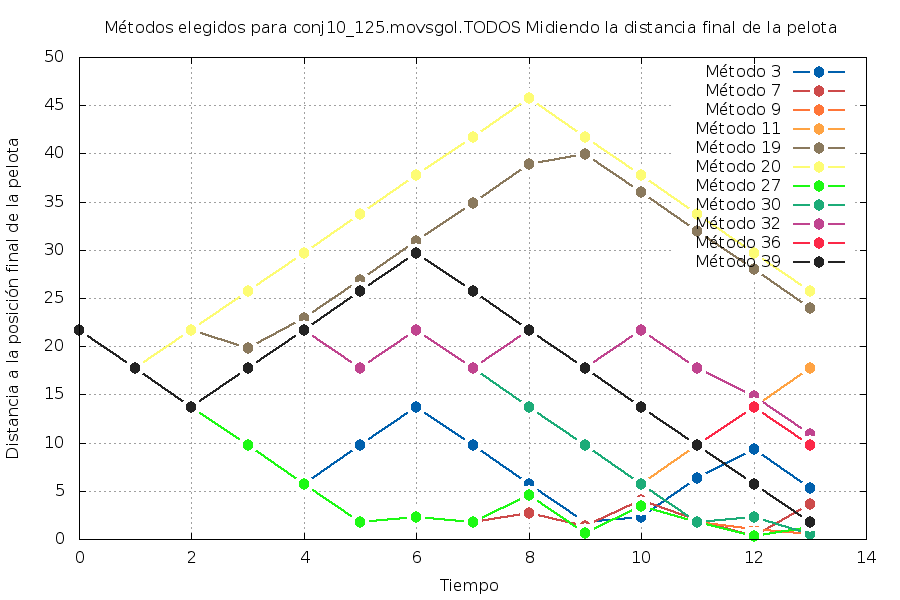 Métodos elegidos para conj10_125.movsgol.TODOS Midiendo la distancia final de la pelota
Distancia a la posición final de la pelota
50
45
40
35
30
25
20
15
10
5
0
Método 3
Método 7
Método 9
Método 11
Método 19
Método 20
Método 27
Método 30
Método 32
Método 36
Método 39
0 2 4 6 8 10 12 14
Tiempo